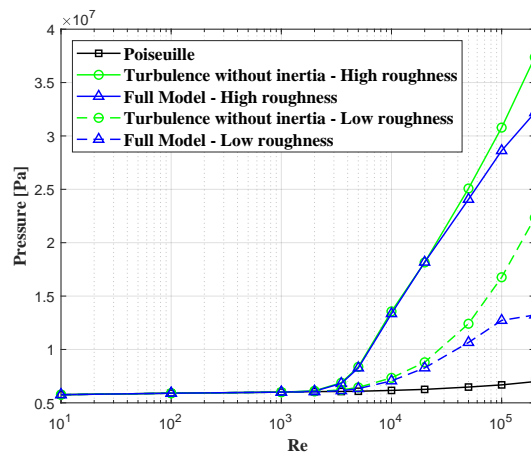 ×10⁷
4
3.5
3
2.5
2
1.5
1
0.5
Pressure [Pa]
Poiseuille
Turbulence without inertia - High roughness
Full Model - High roughness
Turbulence without inertia - Low roughness
Full Model - Low roughness
10¹ 10² 10³ 10⁴ 10⁵
Re